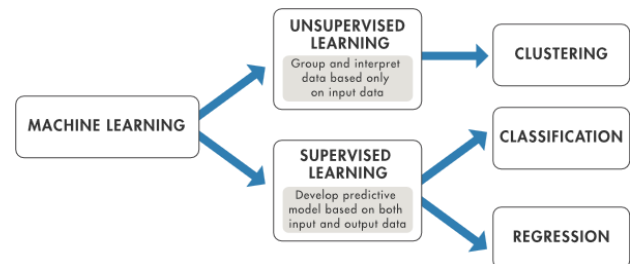 MACHINE LEARNING
UNSUPERVISED
LEARNING
Group and interpret
data based only
on input data
CLUSTERING
SUPERVISED
LEARNING
Develop predictive
model based on both
input and output data
CLASSIFICATION
REGRESSION